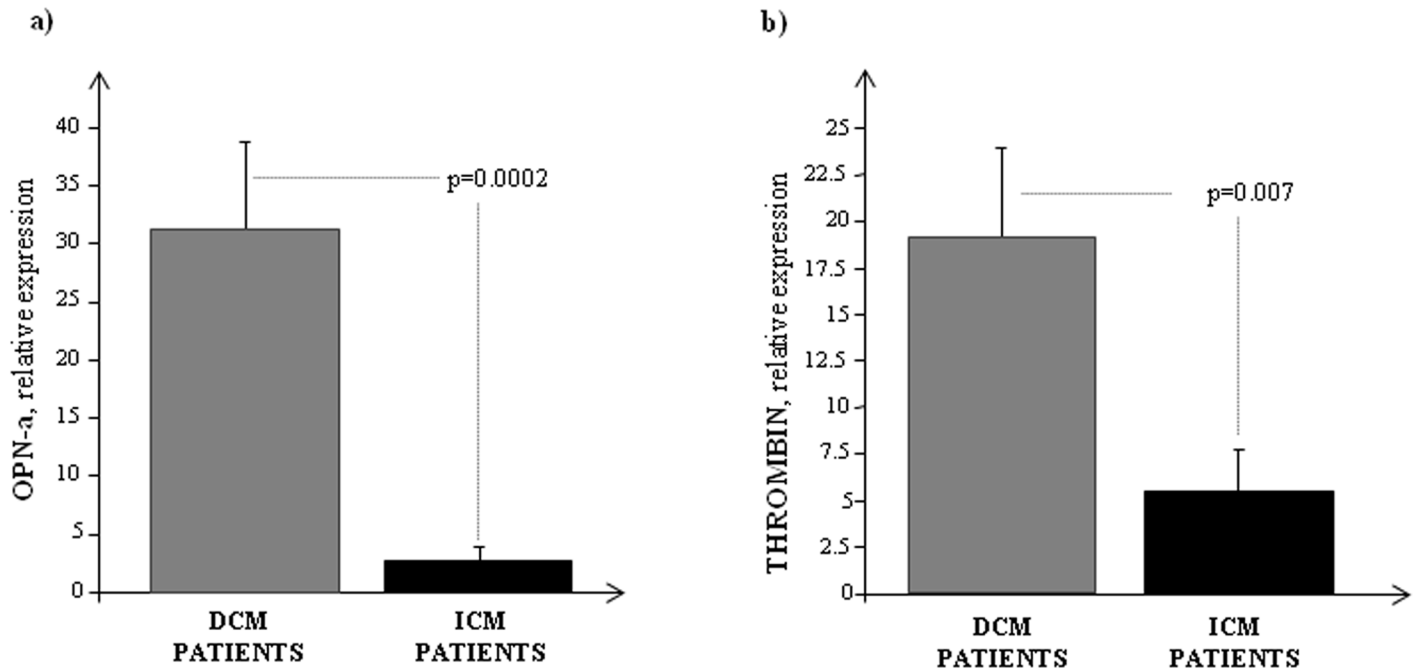 a)
OPN-a, relative expression
40
35
30
25
20
15
10
5
0
p=0.0002
DCM
PATIENTS
ICM
PATIENTS
b)
THROMBIN, relative expression
25
22.5
20
17.5
15
12.5
10
7.5
5
2.5
0
p=0.007
DCM
PATIENTS
ICM
PATIENTS